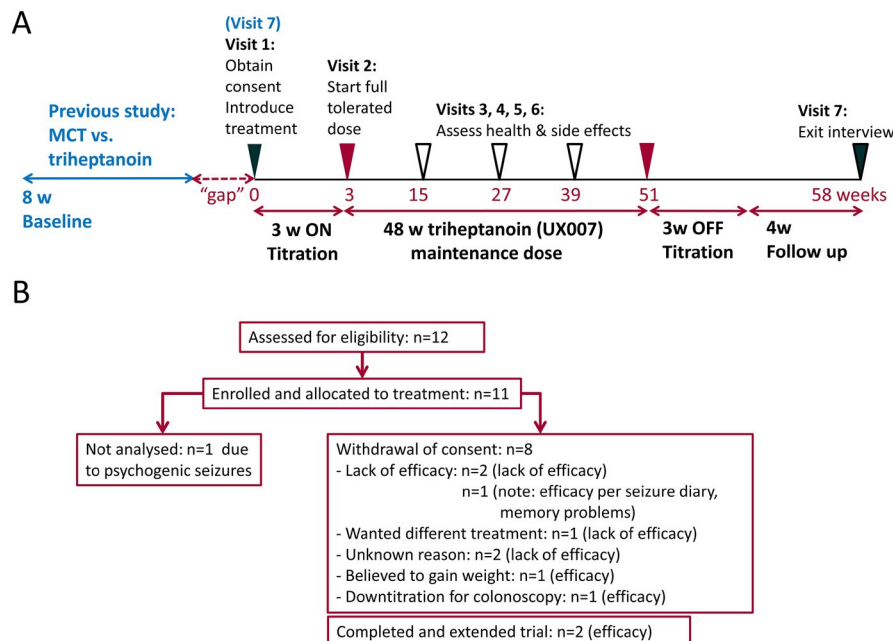 A
(Visit 7)
Visit 1:
Obtain
consent
Introduce
treatment
Visit 2:
Start full
tolerated
dose
Visits 3, 4, 5, 6:
Assess health & side effects
Visit 7:
Exit interview
Previous study:
MCT vs.
triheptanoin
8 w
Baseline
"gap"
0
3
15
27
39
51
58 weeks
3 w ON
Titration
48 w triheptanoin (UX007)
maintenance dose
3w OFF
Titration
4w
Follow up
B
Assessed for eligibility: n=12
Enrolled and allocated to treatment: n=11
Not analysed: n=1 due
to psychogenic seizures
Withdrawal of consent: n=8
- Lack of efficacy: n=2 (lack of efficacy)
n=1 (note: efficacy per seizure diary,
memory problems)
- Wanted different treatment: n=1 (lack of efficacy)
- Unknown reason: n=2 (lack of efficacy)
- Believed to gain weight: n=1 (efficacy)
- Downtitration for colonoscopy: n=1 (efficacy)
Completed and extended trial: n=2 (efficacy)